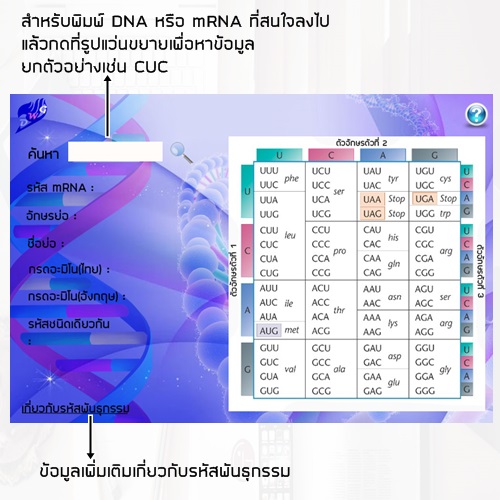 สำหรับพิมพ์ DNA หรือ mRNA ที่สนใจลงไป
แล้วกดที่รูปแว่นขยายเพื่อหาข้อมูล
ยกตัวอย่างเช่น CUC
?
ค้นหา
รหัส mRNA :
อักษรย่อ :
ชื่อย่อ :
กรดอะมิโน(ไทย) :
กรดอะมิโน(อังกฤษ) :
รหัสชนิดเดียวกัน
:
เกี่ยวกับรหัสพันธุกรรม
ตัวอักษรตัวที่ 2
U C A G
ตัวอักษรตัวที่ 1
U
UUU phe UCU UAU tyr UGU cys U
UUC UCC ser UAC UGC C
UUA UCA UAA Stop UGA Stop A
UUG UCG UAG Stop UGG trp G
C
CUU leu CCU CAU his CGU U
CUC CCC pro CAC CGC arg C
CUA CCA CAA gln CGA A
CUG CCG CAG CGG G
A
AUU ACU AAU asn AGU ser U
AUC ile ACC thr AAC AGC C
AUA ACA AAA lys AGA arg A
AUG met ACG AAG AGG G
G
GUU GCU GAU asp GGU U
GUC val GCC ala GAC GGC gly C
GUA GCA GAA glu GGA A
GUG GCG GAG GGG G
ตัวอักษรตัวที่ 3
ข้อมูลเพิ่มเติมเกี่ยวกับรหัสพันธุกรรม